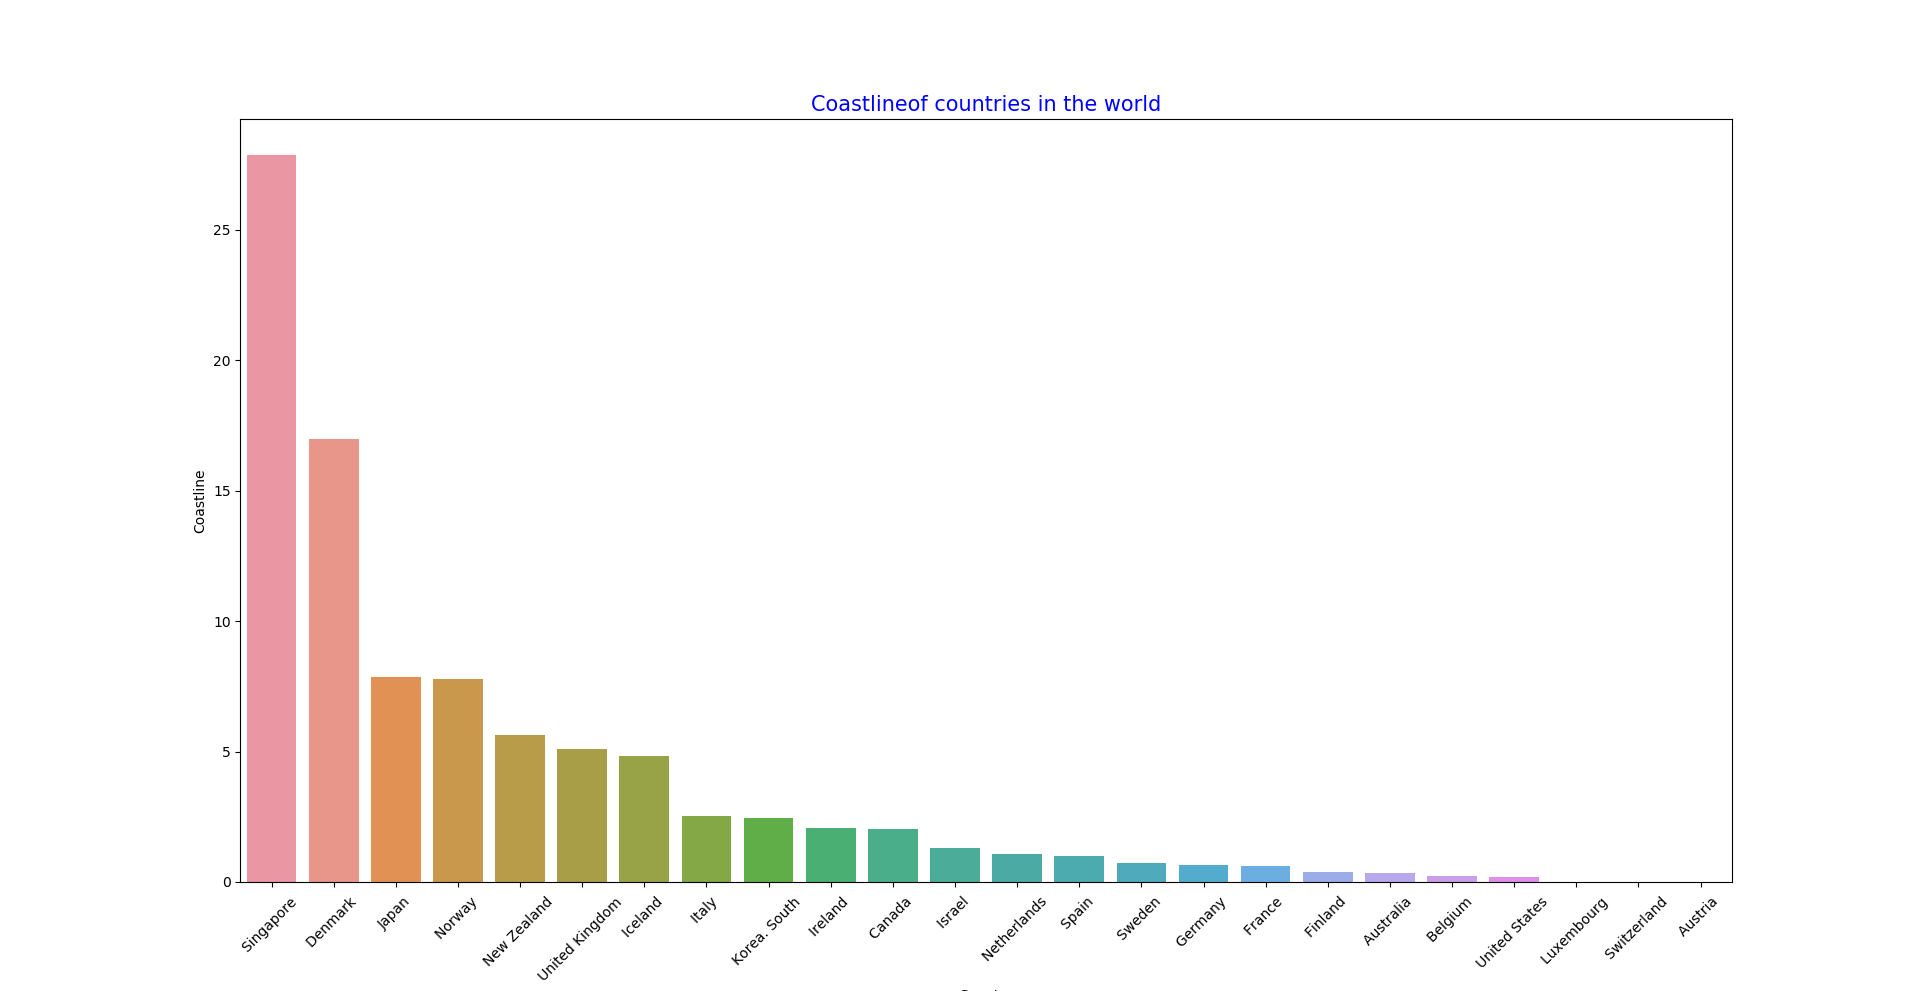 Coastlineof countries in the world
25
20
15
10
5
0
Coastline
Singapore
Denmark
Japan
Norway
New Zealand
United Kingdom
Iceland
Italy
Korea. South
Ireland
Canada
Israel
Netherlands
Spain
Sweden
Germany
France
Finland
Australia
Belgium
United States
Luxembourg
Switzerland
Austria